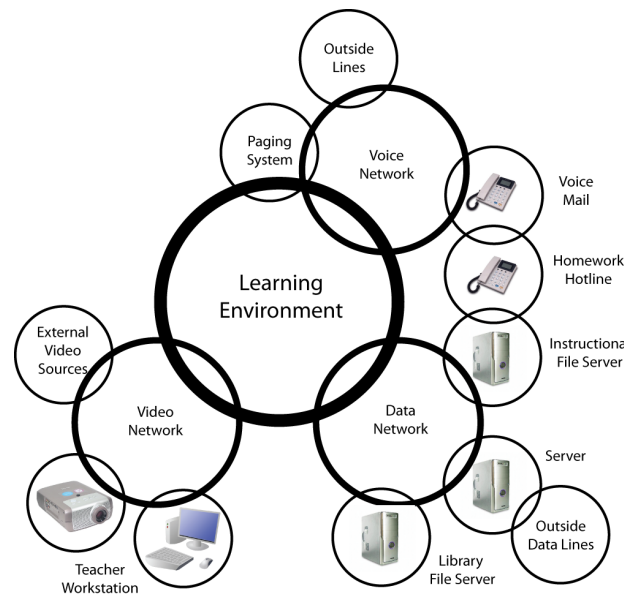 Outside
Lines
Paging
System
Voice
Network
Voice
Mail
Homework
Hotline
Learning
Environment
External
Video
Sources
Instructiona
File Server
Video
Network
Data
Network
Server
Outside
Data Lines
Library
File Server
Teacher
Workstation